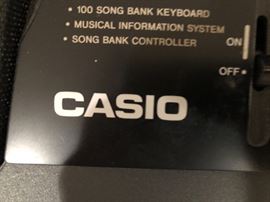 • 100 SONG BANK KEYBOARD
• MUSICAL INFORMATION SYSTEM
• SONG BANK CONTROLLER
ON
OFF •
CASIO